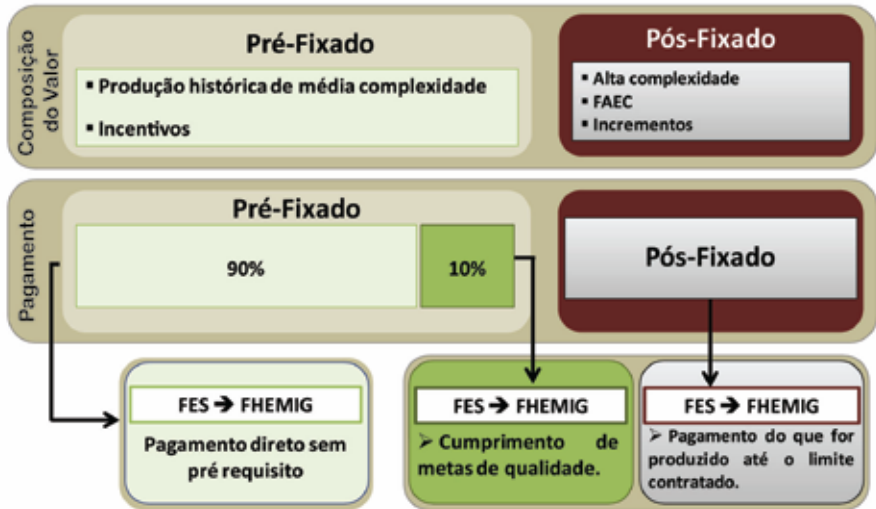 Composição
do Valor
Pré-Fixado
▪ Produção histórica de média complexidade
▪ Incentivos
Pós-Fixado
▪ Alta complexidade
▪ FAEC
▪ Incrementos
Pagamento
Pré-Fixado
90%
10%
Pós-Fixado
FES → FHEMIG
Pagamento direto sem
pré requisito
FES → FHEMIG
➢ Cumprimento de
metas de qualidade.
FES → FHEMIG
➢ Pagamento do que for
produzido até o limite
contratado.